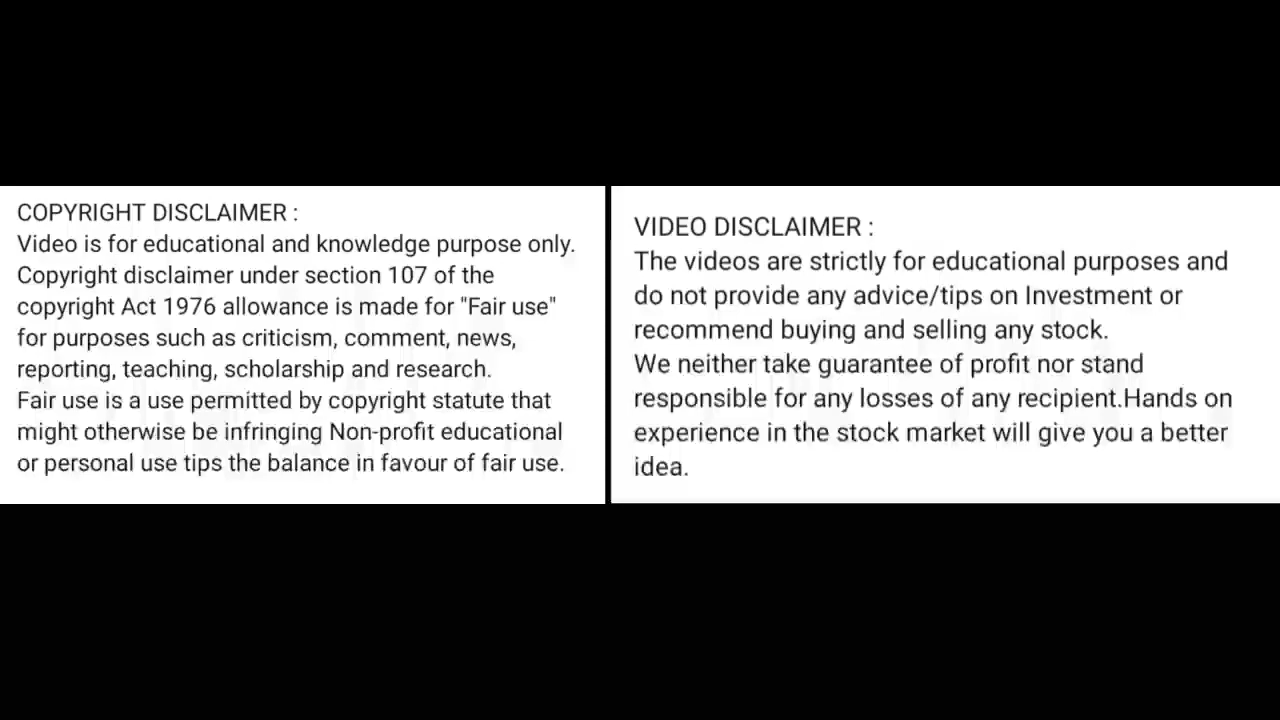 COPYRIGHT DISCLAIMER :
Video is for educational and knowledge purpose only.
Copyright disclaimer under section 107 of the
copyright Act 1976 allowance is made for "Fair use"
for purposes such as criticism, comment, news,
reporting, teaching, scholarship and research.
Fair use is a use permitted by copyright statute that
might otherwise be infringing Non-profit educational
or personal use tips the balance in favour of fair use.
VIDEO DISCLAIMER :
The videos are strictly for educational purposes and
do not provide any advice/tips on Investment or
recommend buying and selling any stock.
We neither take guarantee of profit nor stand
responsible for any losses of any recipient.Hands on
experience in the stock market will give you a better
idea.